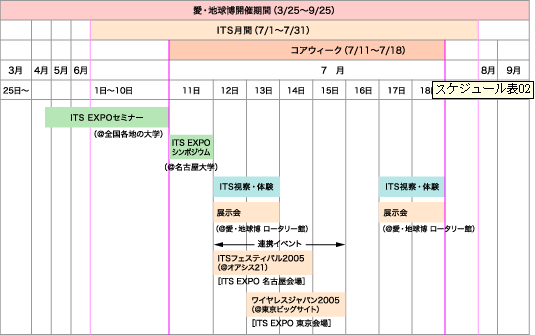 愛・地球博開催期間（3/25～9/25）
ITS月間（7/1～7/31）
コアウィーク（7/11～7/18）
3月 4月 5月 6月 7 月 8月 9月
25日～ 1日～10日 11日 12日 13日 14日 15日 16日 17日 18日
スケジュール表02
ITS EXPOセミナー
（@全国各地の大学）
ITS EXPO
シンポジウム
（@名古屋大学）
ITS視察・体験 ITS視察・体験
展示会 展示会
（@愛・地球博 ロータリー館） （@愛・地球博 ロータリー館）
連携イベント
ITSフェスティバル2005
（@オアシス21）
［ITS EXPO 名古屋会場］
ワイヤレスジャパン2005
（@東京ビッグサイト）
［ITS EXPO 東京会場］